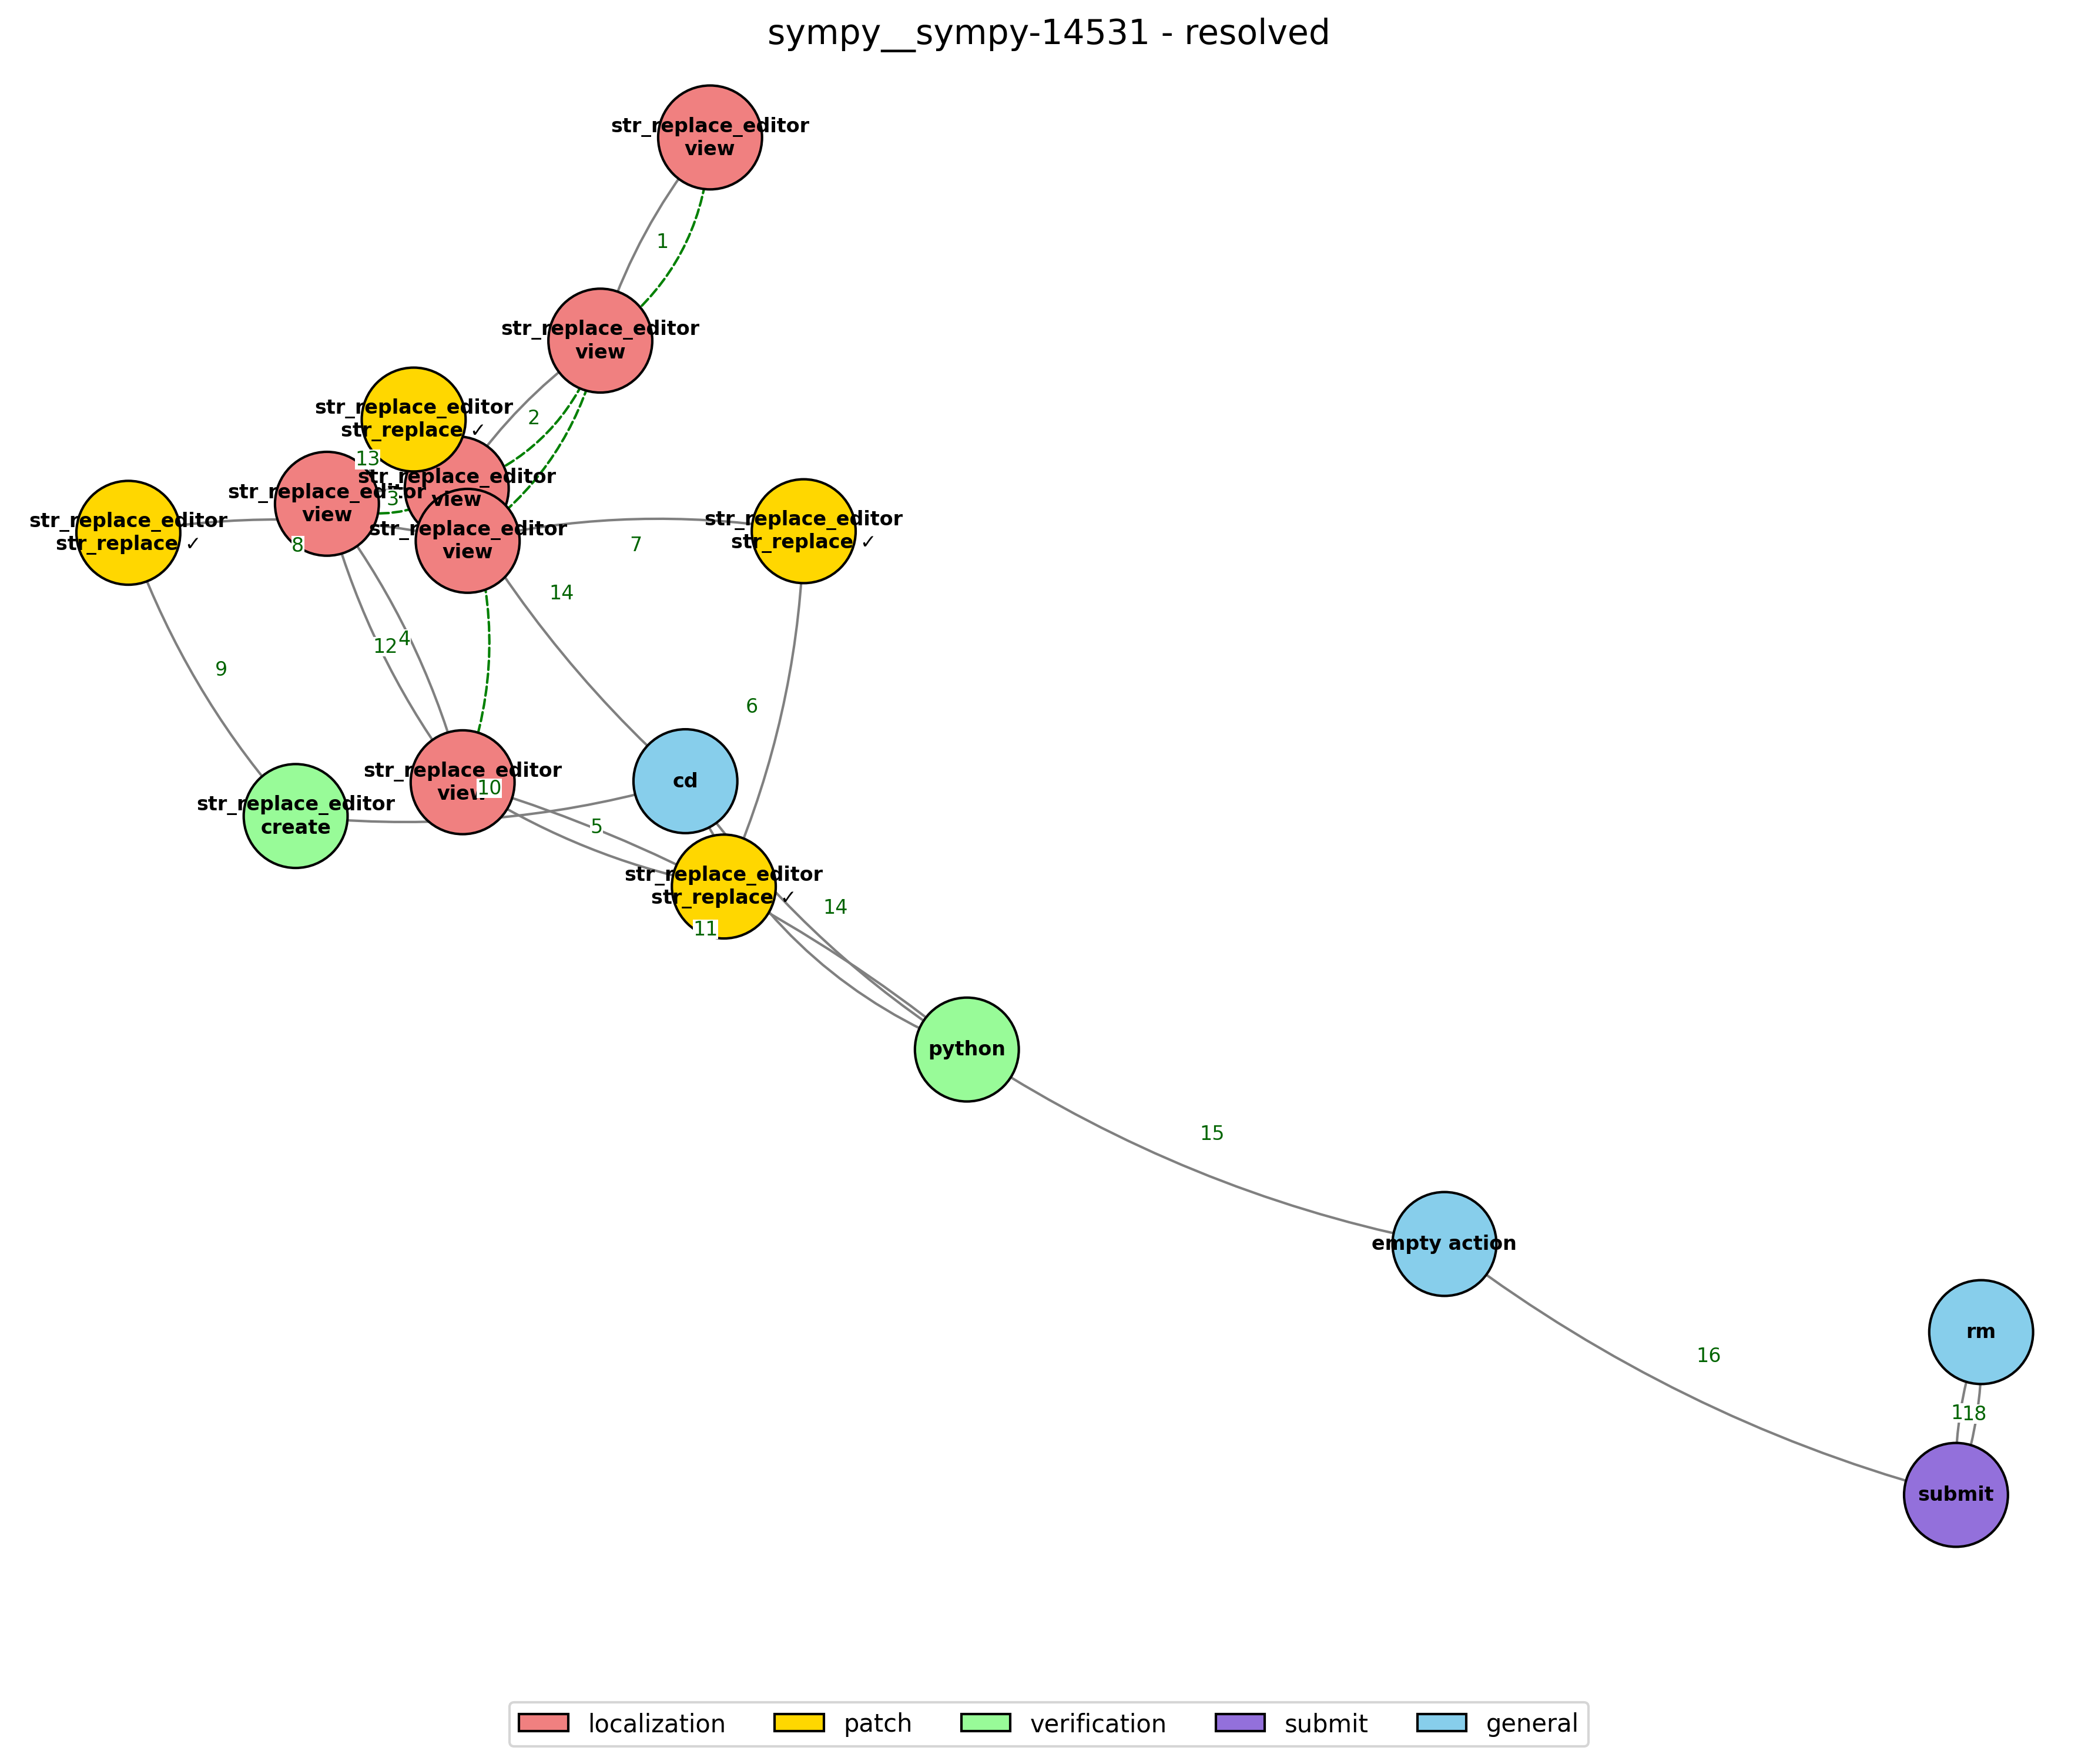 sympy__sympy-14531 - resolved
str_replace_editor
view
1
str_replace_editor
view
2
str_replace_editor
str_replace ✓
13
str_replace_editor
view
str_replace_editor
view
3
str_replace_editor
view
str_replace_editor
str_replace ✓
8
7
str_replace_editor
str_replace ✓
14
12
4
9
6
str_replace_editor
view
10
cd
str_replace_editor
create
5
str_replace_editor
str_replace ✓
11
14
python
15
empty action
16
rm
18
submit
localization
patch
verification
submit
general